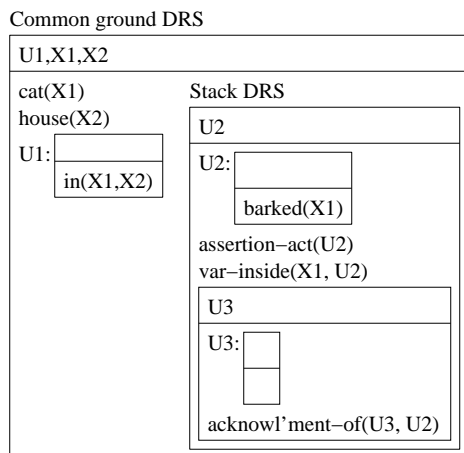 Common ground DRS
U1,X1,X2
cat(X1)
house(X2)
U1:
in(X1,X2)
Stack DRS
U2
U2:
barked(X1)
assertion−act(U2)
var−inside(X1, U2)
U3
U3:
acknowl'ment−of(U3, U2)